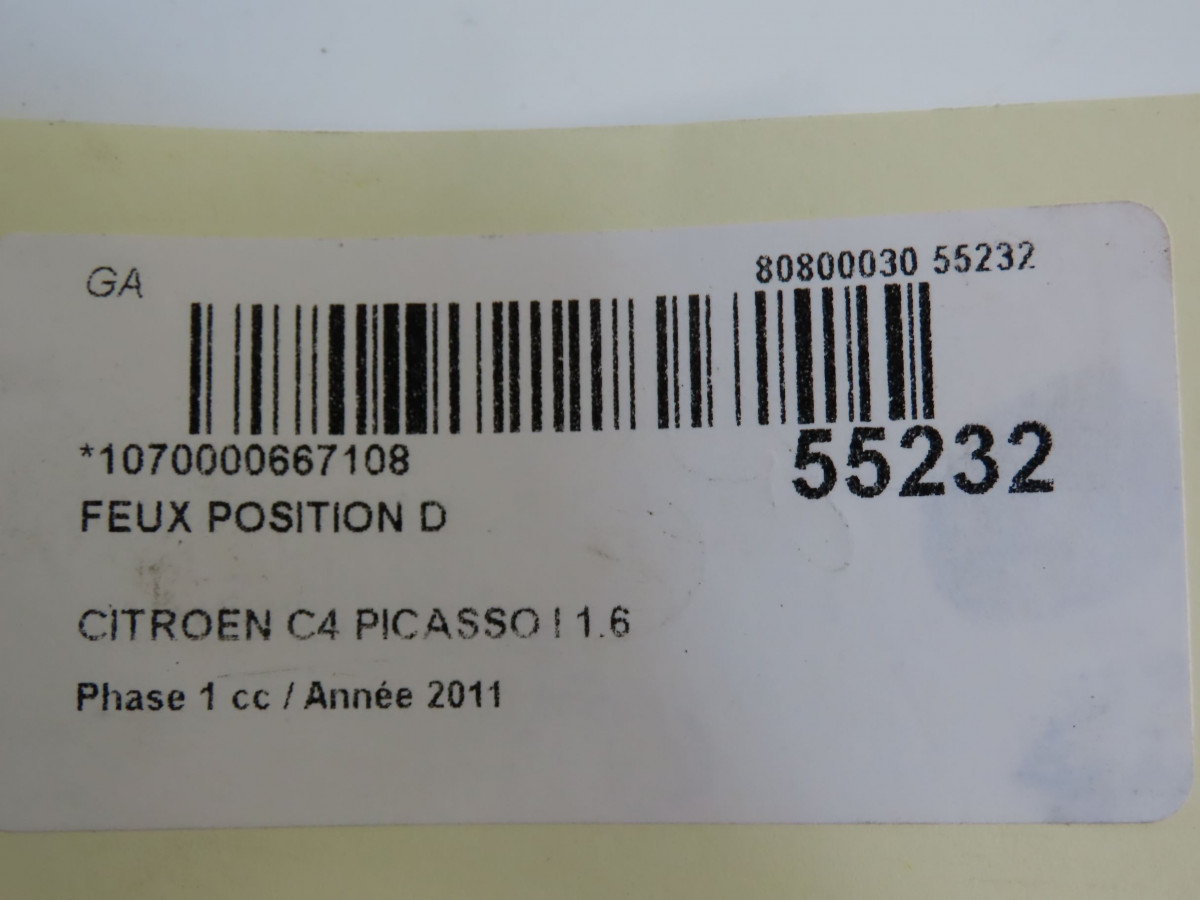 GA
80800030 55232
*1070000667108
55232
FEUX POSITION D
CITROEN C4 PICASSO I 1.6
Phase 1 cc / Année 2011